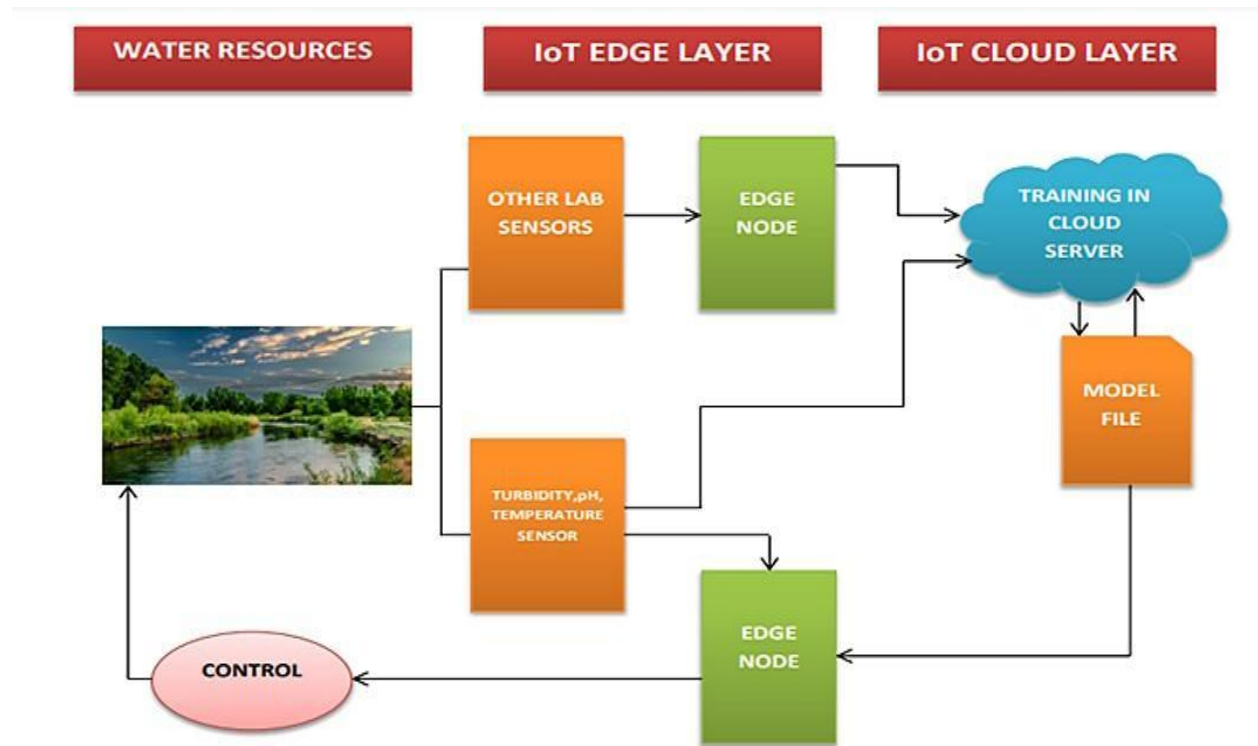 WATER RESOURCES
IoT EDGE LAYER
IoT CLOUD LAYER
OTHER LAB
SENSORS
EDGE
NODE
TRAINING IN
CLOUD
SERVER
MODEL
FILE
TURBIDITY,pH,
TEMPERATURE
SENSOR
EDGE
NODE
CONTROL